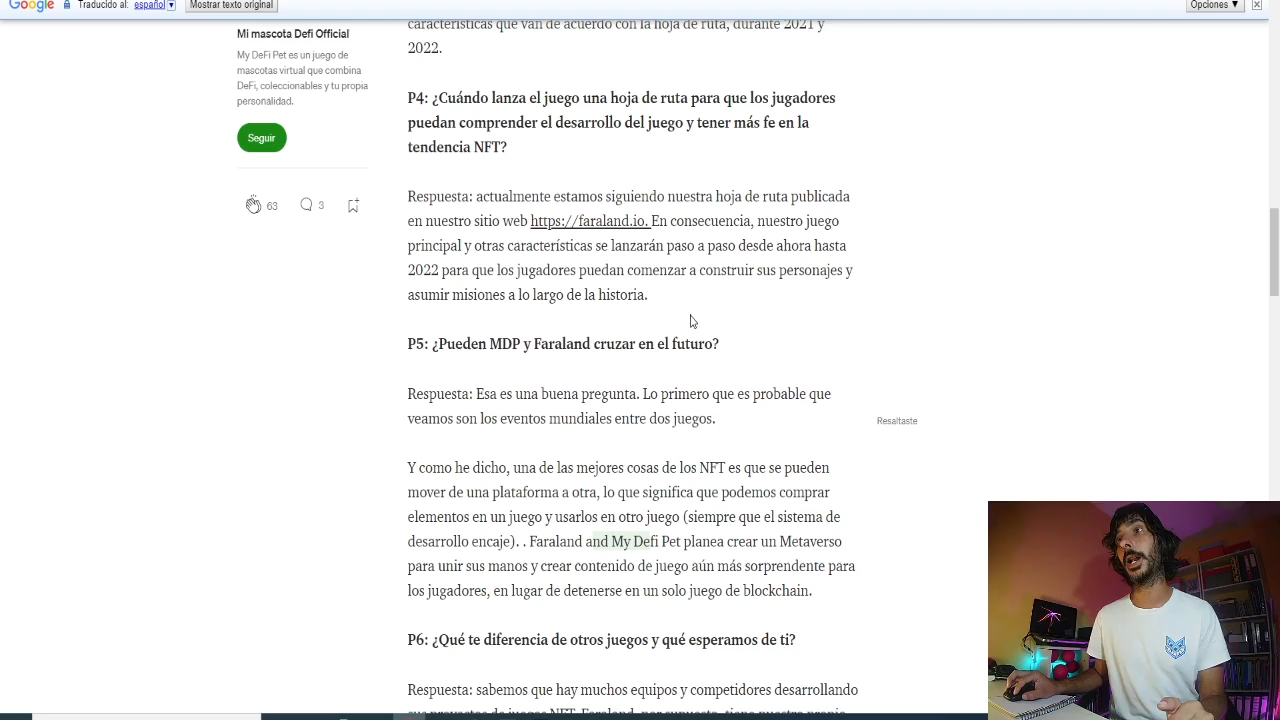 Google Traducido al: español Mostrar texto original Opciones ▼
características que van de acuerdo con la hoja de ruta, durante 2021 y
2022.
Mi mascota Defi Official
My DeFi Pet es un juego de
mascotas virtual que combina
DeFi, coleccionables y tu propia
personalidad.
Seguir
63 3
P4: ¿Cuándo lanza el juego una hoja de ruta para que los jugadores
puedan comprender el desarrollo del juego y tener más fe en la
tendencia NFT?
Respuesta: actualmente estamos siguiendo nuestra hoja de ruta publicada
en nuestro sitio web https://faraland.io. En consecuencia, nuestro juego
principal y otras características se lanzarán paso a paso desde ahora hasta
2022 para que los jugadores puedan comenzar a construir sus personajes y
asumir misiones a lo largo de la historia.
P5: ¿Pueden MDP y Faraland cruzar en el futuro?
Respuesta: Esa es una buena pregunta. Lo primero que es probable que
veamos son los eventos mundiales entre dos juegos.
Resaltaste
Y como he dicho, una de las mejores cosas de los NFT es que se pueden
mover de una plataforma a otra, lo que significa que podemos comprar
elementos en un juego y usarlos en otro juego (siempre que el sistema de
desarrollo encaje). . Faraland and My Defi Pet planea crear un Metaverso
para unir sus manos y crear contenido de juego aún más sorprendente para
los jugadores, en lugar de detenerse en un solo juego de blockchain.
P6: ¿Qué te diferencia de otros juegos y qué esperamos de ti?
Respuesta: sabemos que hay muchos equipos y competidores desarrollando
sus proyectos de juegos NFT. Faraland, por supuesto, tiene nuestro propio